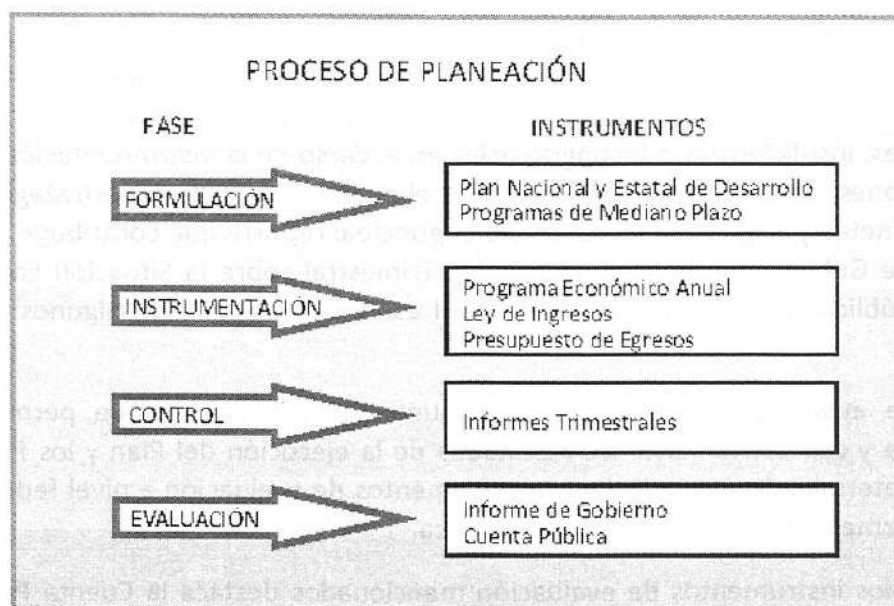 PROCESO DE PLANEACIÓN
FASE
INSTRUMENTOS
FORMULACIÓN
Plan Nacional y Estatal de Desarrollo
Programas de Mediano Plazo
INSTRUMENTACIÓN
Programa Económico Anual
Ley de Ingresos
Presupuesto de Egresos
CONTROL
Informes Trimestrales
EVALUACIÓN
Informe de Gobierno
Cuenta Pública